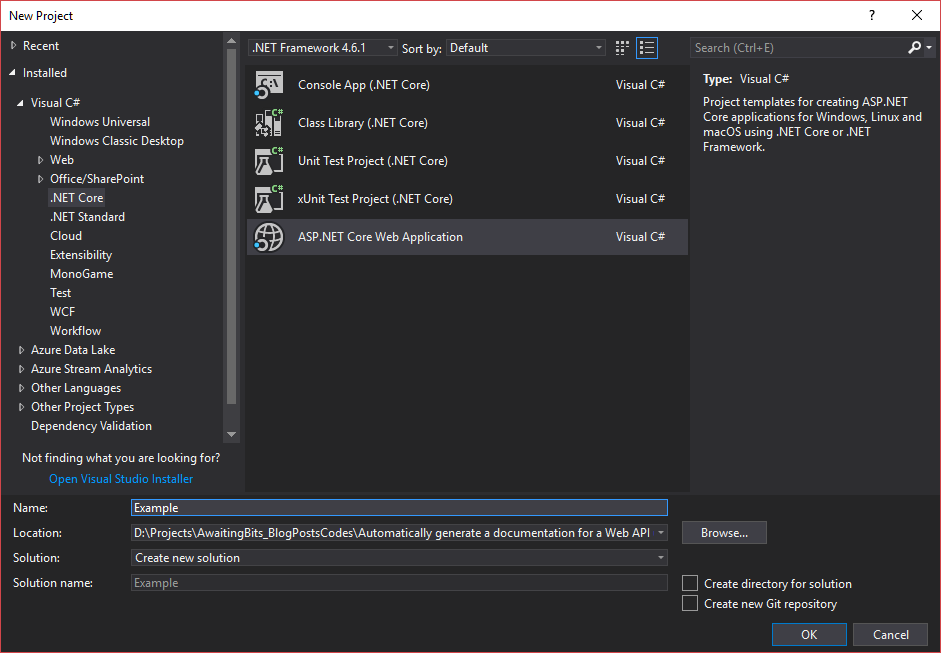 New Project
?
Recent
Installed
Visual C#
Windows Universal
Windows Classic Desktop
Web
Office/SharePoint
.NET Core
.NET Standard
Cloud
Extensibility
MonoGame
Test
WCF
Workflow
Azure Data Lake
Azure Stream Analytics
Other Languages
Other Project Types
Dependency Validation
Not finding what you are looking for?
Open Visual Studio Installer
.NET Framework 4.6.1 Sort by: Default
Console App (.NET Core) Visual C#
Class Library (.NET Core) Visual C#
Unit Test Project (.NET Core) Visual C#
xUnit Test Project (.NET Core) Visual C#
ASP.NET Core Web Application Visual C#
Search (Ctrl+E)
Type: Visual C#
Project templates for creating ASP.NET
Core applications for Windows, Linux and
macOS using .NET Core or .NET
Framework.
Name: Example
Location: D:\Projects\AwaitingBits_BlogPostsCodes\Automatically generate a documentation for a Web API Browse...
Solution: Create new solution
Solution name: Example
Create directory for solution
Create new Git repository
OK Cancel